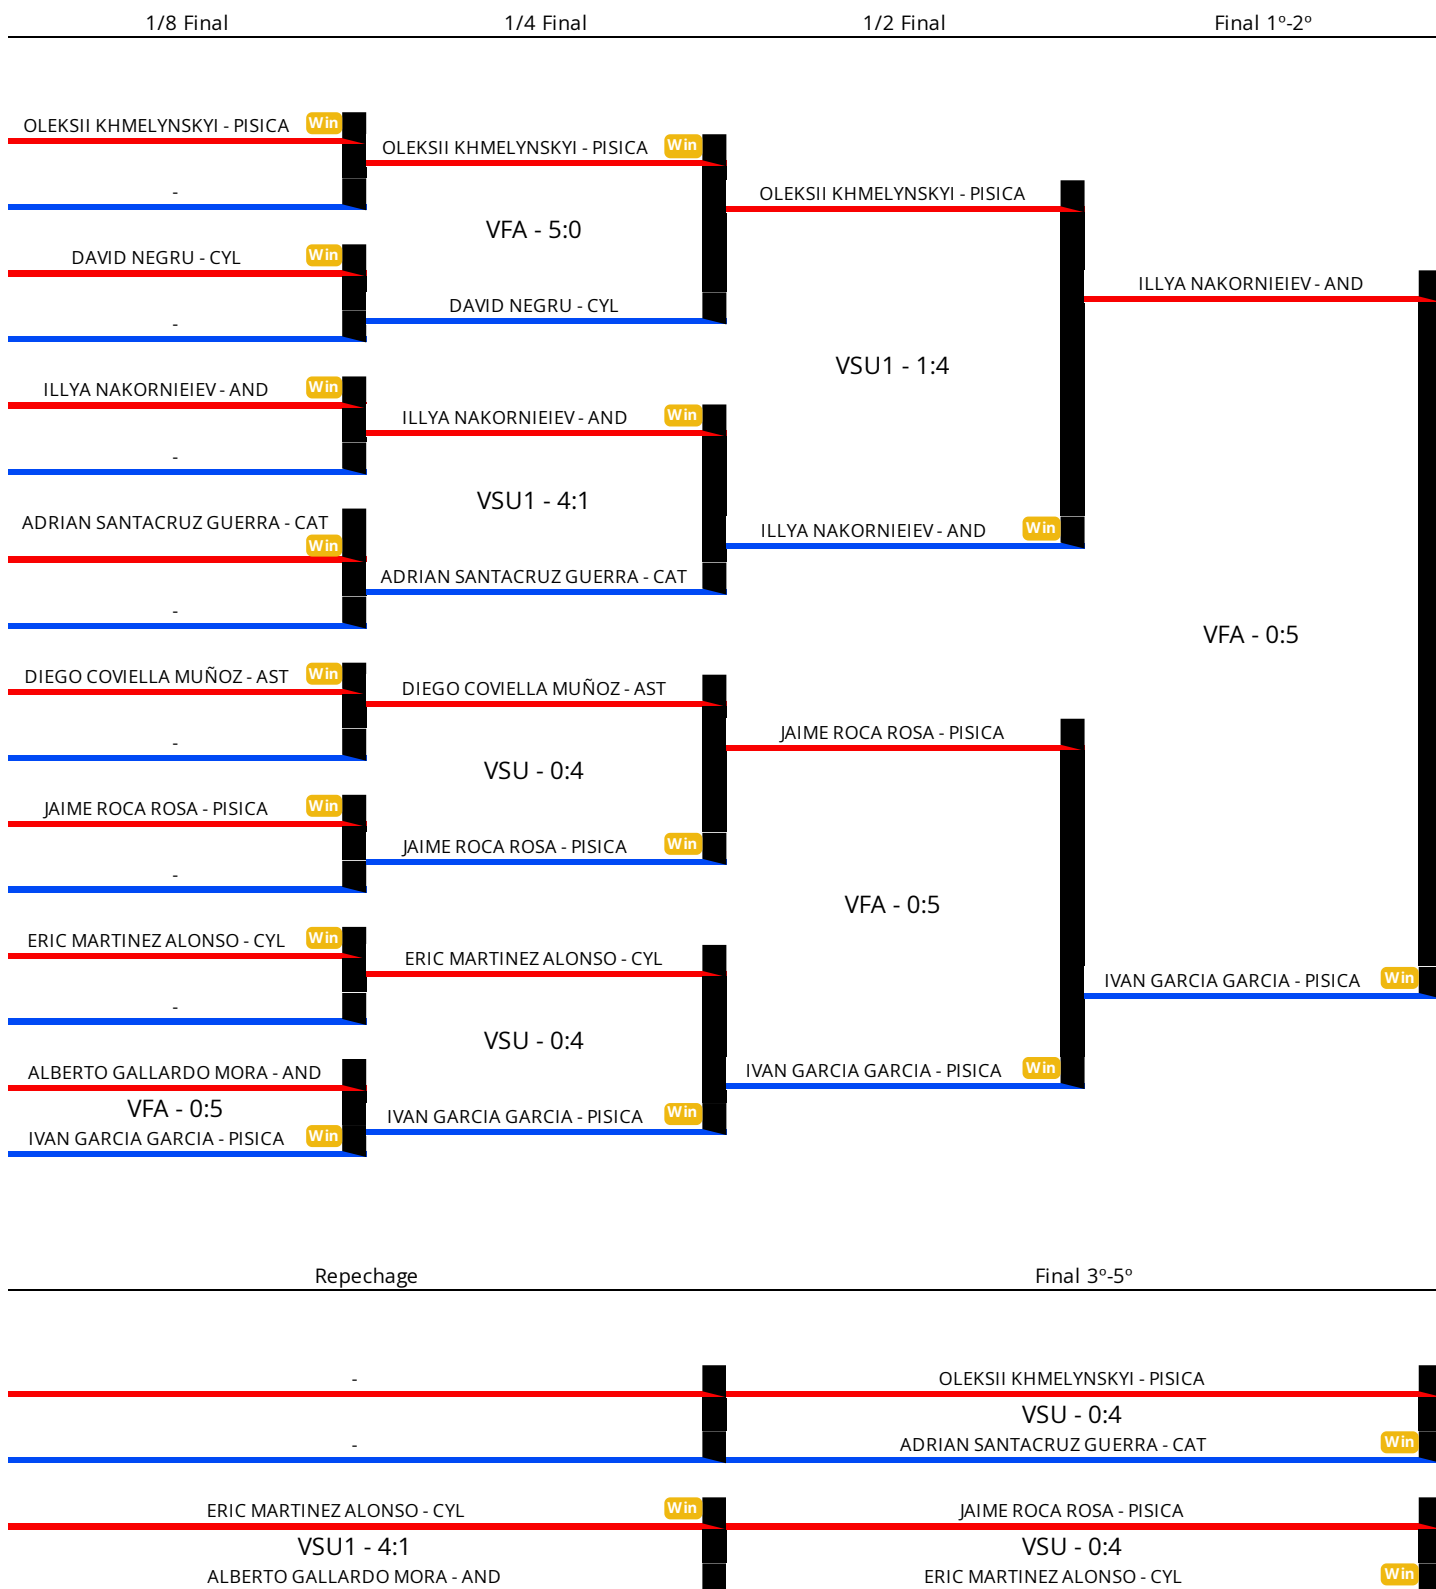 1/8 Final
1/4 Final
1/2 Final
Final 1º-2º
OLEKSII KHMELYNSKYI - PISICA Win
-
DAVID NEGRU - CYL Win
-
ILLYA NAKORNIEIEV - AND Win
-
ADRIAN SANTACRUZ GUERRA - CAT
Win
-
DIEGO COVIELLA MUÑOZ - AST Win
-
JAIME ROCA ROSA - PISICA Win
-
ERIC MARTINEZ ALONSO - CYL Win
-
ALBERTO GALLARDO MORA - AND
VFA - 0:5
IVAN GARCIA GARCIA - PISICA Win
OLEKSII KHMELYNSKYI - PISICA Win
VFA - 5:0
DAVID NEGRU - CYL
ILLYA NAKORNIEIEV - AND Win
VSU1 - 4:1
ADRIAN SANTACRUZ GUERRA - CAT
DIEGO COVIELLA MUÑOZ - AST
VSU - 0:4
JAIME ROCA ROSA - PISICA Win
ERIC MARTINEZ ALONSO - CYL
VSU - 0:4
IVAN GARCIA GARCIA - PISICA Win
OLEKSII KHMELYNSKYI - PISICA
VSU1 - 1:4
ILLYA NAKORNIEIEV - AND Win
JAIME ROCA ROSA - PISICA
VFA - 0:5
IVAN GARCIA GARCIA - PISICA Win
ILLYA NAKORNIEIEV - AND
VFA - 0:5
IVAN GARCIA GARCIA - PISICA Win
Repechage
Final 3º-5º
-
-
ERIC MARTINEZ ALONSO - CYL Win
VSU1 - 4:1
ALBERTO GALLARDO MORA - AND
OLEKSII KHMELYNSKYI - PISICA
VSU - 0:4
ADRIAN SANTACRUZ GUERRA - CAT Win
JAIME ROCA ROSA - PISICA
VSU - 0:4
ERIC MARTINEZ ALONSO - CYL Win